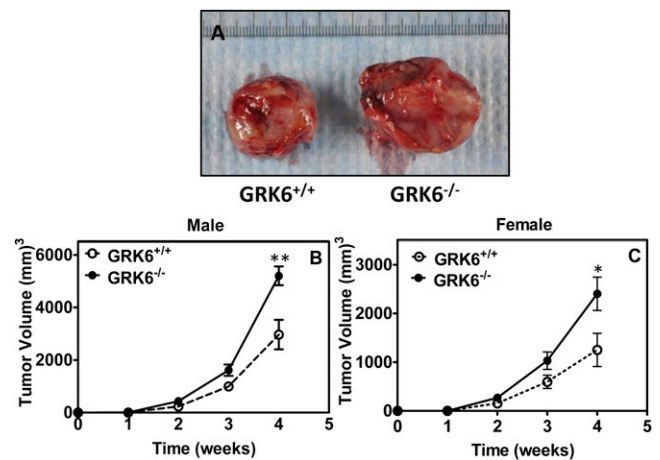 A
GRK6+/+ GRK6-/-
Male
Tumor Volume (mm)3
6000
4000
2000
0
GRK6+/+
GRK6-/-
B
**
0 1 2 3 4 5
Time (weeks)
Female
Tumor Volume (mm)3
3000
2000
1000
0
GRK6+/+
GRK6-/-
C
*
0 1 2 3 4 5
Time (weeks)